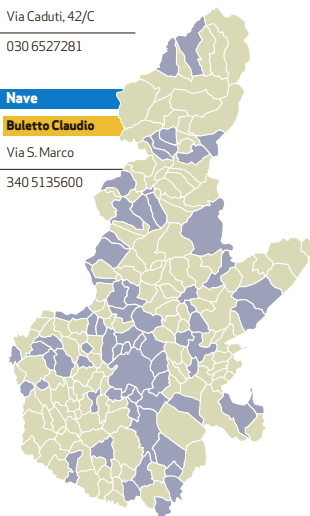 Via Caduti, 42/C
030 6527281
Nave
Buletto Claudio
Via S. Marco
340 5135600